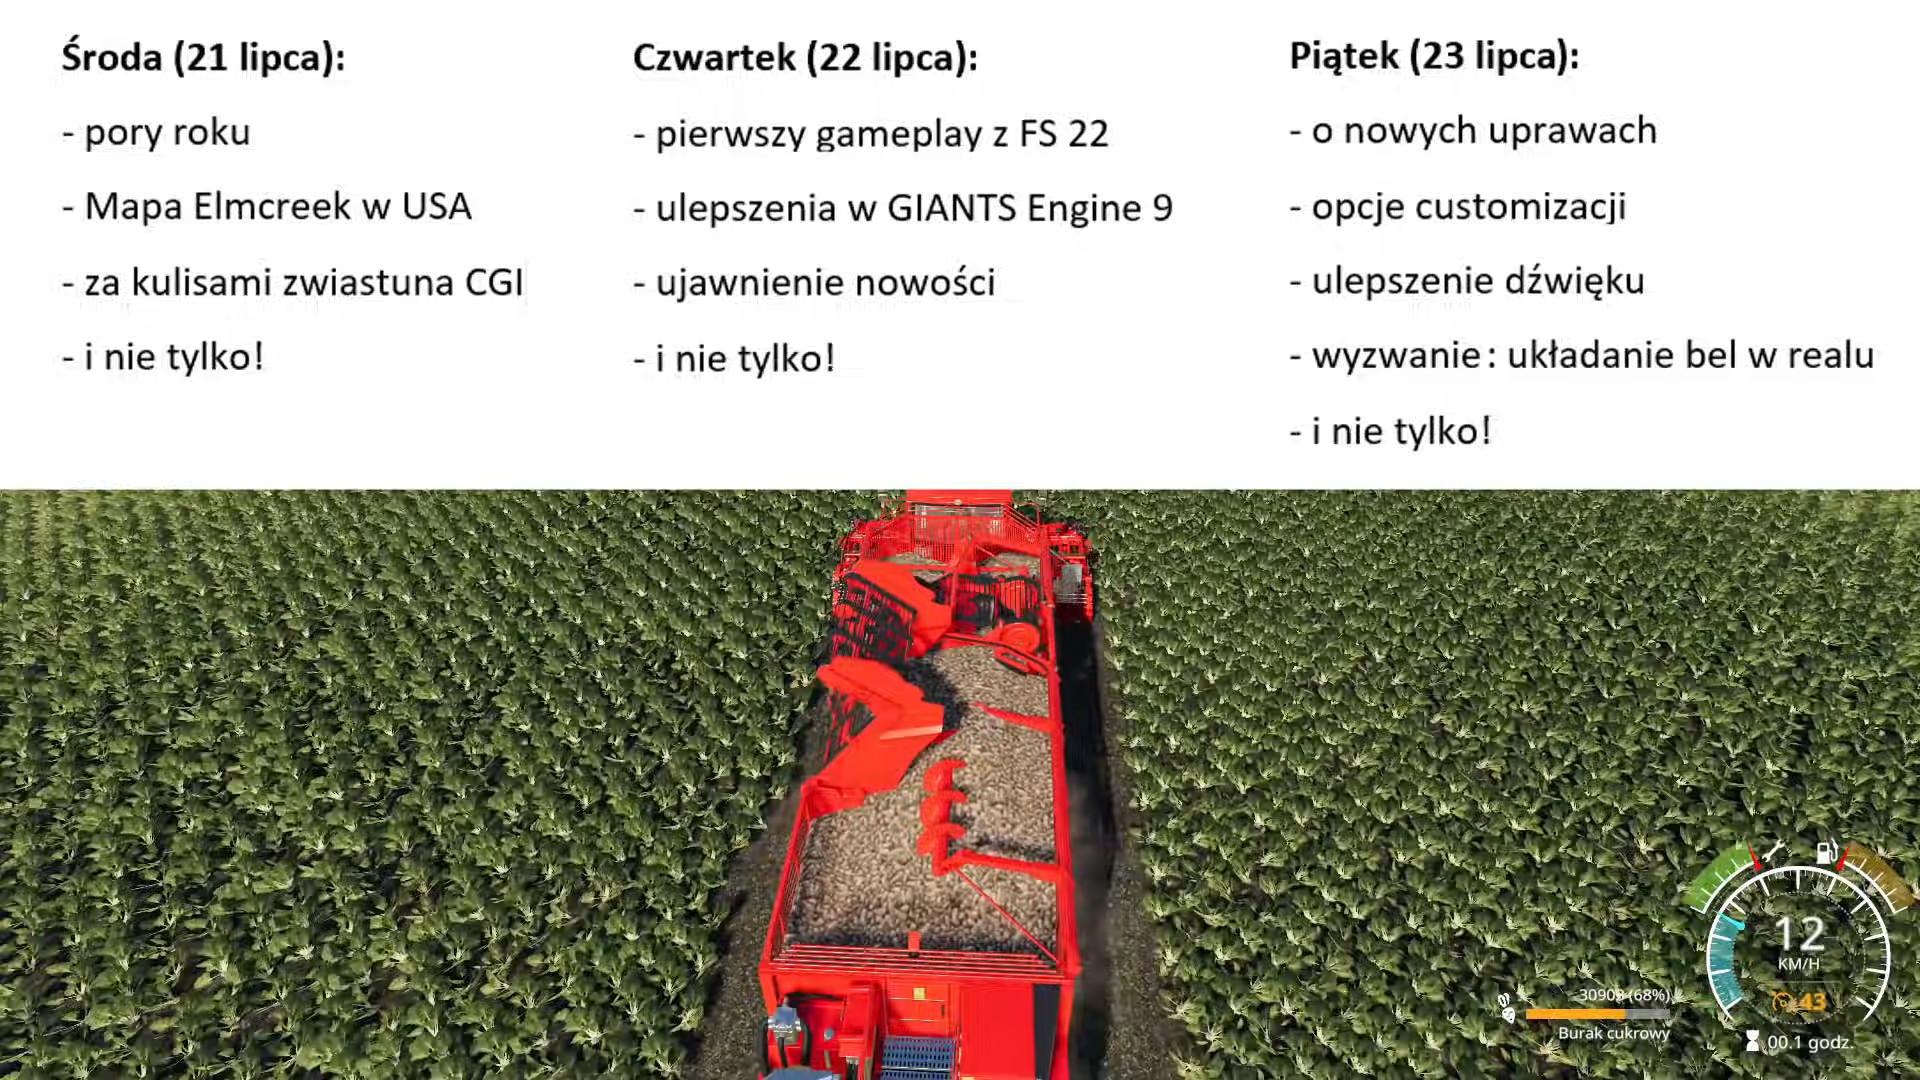 Środa (21 lipca):
- pory roku
- Mapa Elmcreek w USA
- za kulisami zwiastuna CGI
- i nie tylko!
Czwartek (22 lipca):
- pierwszy gameplay z FS 22
- ulepszenia w GIANTS Engine 9
- ujawnienie nowości
- i nie tylko!
Piątek (23 lipca):
- o nowych uprawach
- opcje customizacji
- ulepszenie dźwięku
- wyzwanie: układanie bel w realu
- i nie tylko!
12
KM/H
43
(68%)
Burak cukrowy
00.1 godz.